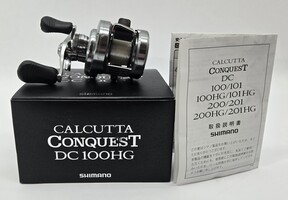 CALCUTTA
CONQUEST
DC 100HG
SHIMANO
CALCUTTA
CONQUEST
DC
100/101
100HG/101HG
200/201
200HG/201HG
取扱説明書
SHIMANO